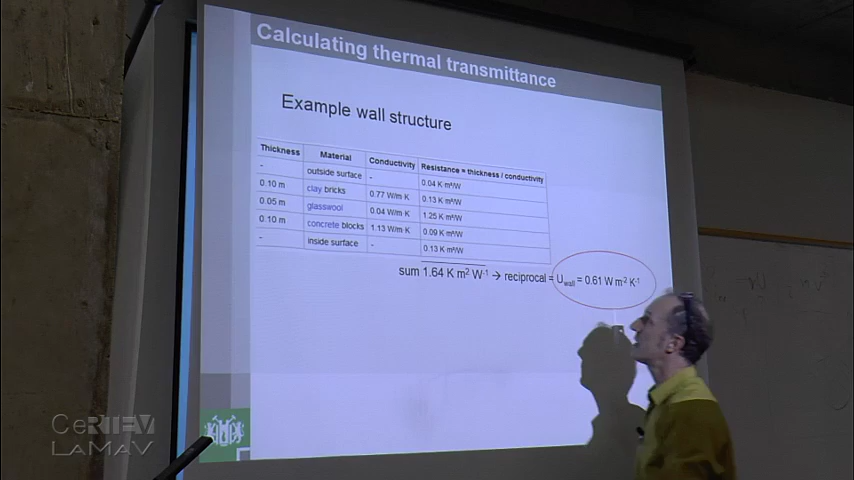 Calculating thermal transmittance
Example wall structure
Thickness Material Conductivity Resistance = thickness / conductivity
- outside surface - 0.04 K·m²/W
0.10 m clay bricks 0.77 W/m·K 0.13 K·m²/W
0.05 m glasswool 0.04 W/m·K 1.25 K·m²/W
0.10 m concrete blocks 1.13 W/m·K 0.09 K·m²/W
- inside surface - 0.13 K·m²/W
sum 1.64 K m² W⁻¹ → reciprocal = U_wall = 0.61 W m² K⁻¹
CeRTEV
LaMaV